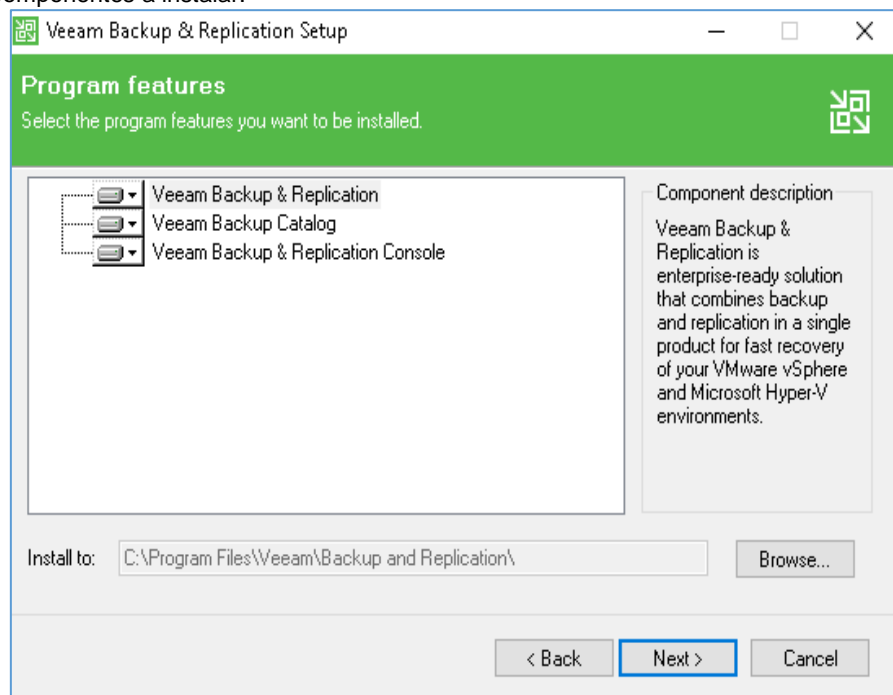 componentes a instalar.
Veeam Backup & Replication Setup
Program features
Select the program features you want to be installed.
Veeam Backup & Replication
Veeam Backup Catalog
Veeam Backup & Replication Console
Component description
Veeam Backup &
Replication is
enterprise-ready solution
that combines backup
and replication in a single
product for fast recovery
of your VMware vSphere
and Microsoft Hyper-V
environments.
Install to: C:\Program Files\Veeam\Backup and Replication\ Browse...
< Back Next > Cancel